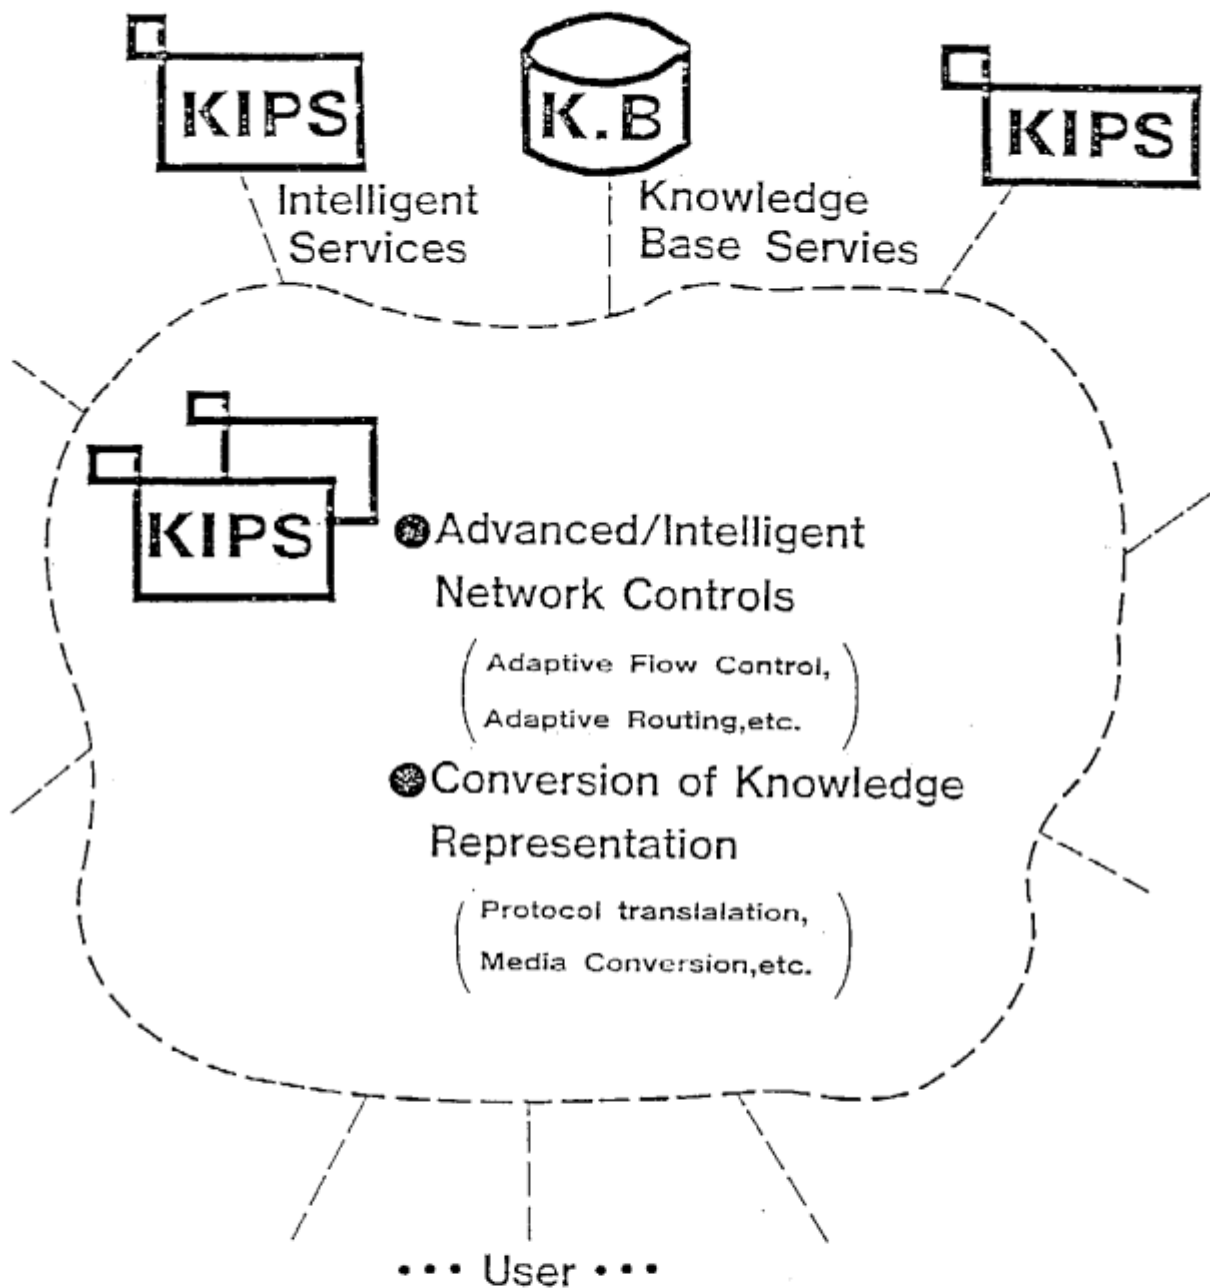 KIPS
K.B
KIPS
Intelligent
Services
Knowledge
Base Servies
KIPS
●Advanced/Intelligent
Network Controls
(Adaptive Flow Control,
Adaptive Routing,etc.)
●Conversion of Knowledge
Representation
(Protocol translalation,
Media Conversion,etc.)
••• User •••